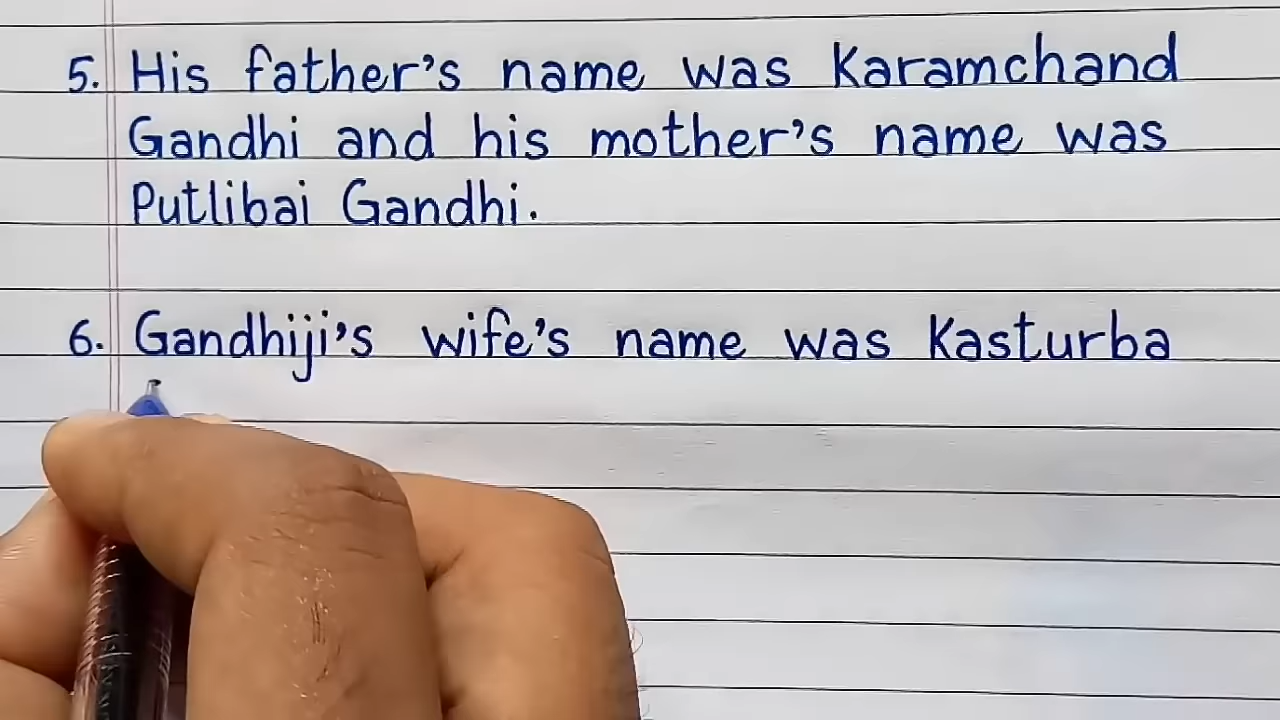 5. His father's name was Karamchand
Gandhi and his mother's name was
Putlibai Gandhi.
6. Gandhiji's wife's name was Kasturba